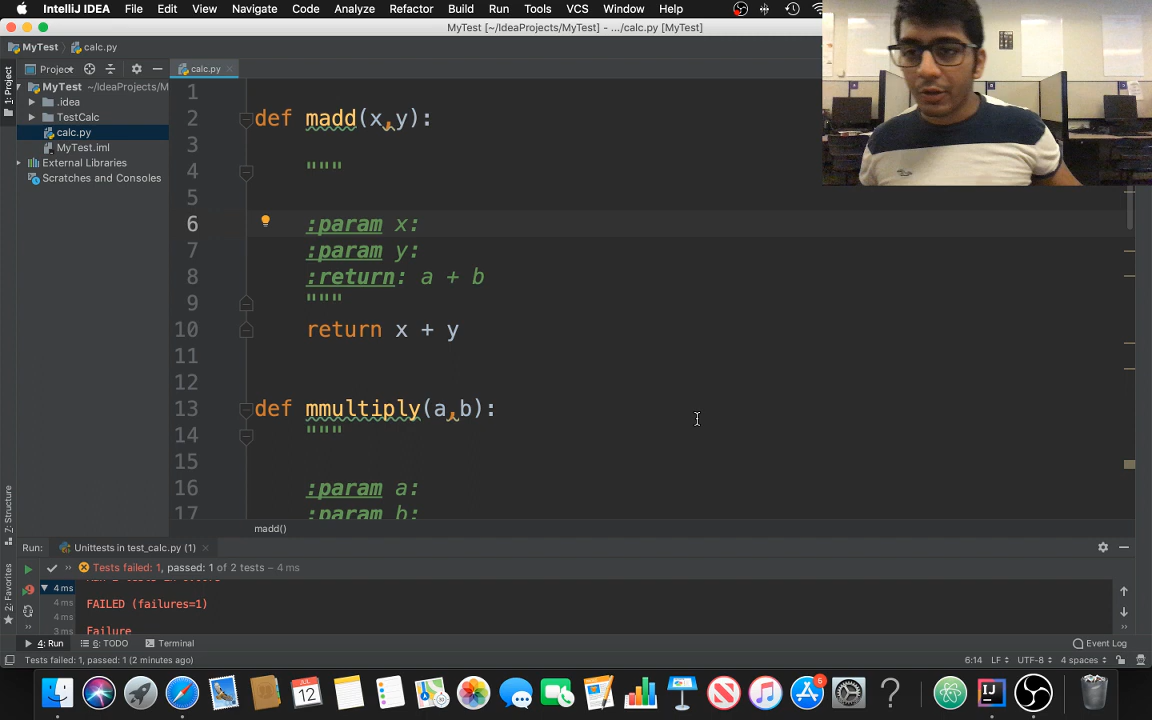 IntelliJ IDEA File Edit View Navigate Code Analyze Refactor Build Run Tools VCS Window Help
MyTest [~/IdeaProjects/MyTest] - .../calc.py [MyTest]
MyTest calc.py
1: Project
Project
calc.py
MyTest ~/IdeaProjects/M
.idea
TestCalc
calc.py
MyTest.iml
External Libraries
Scratches and Consoles
1
2 def madd(x,y):
3
4 """
5
6 :param x:
7 :param y:
8 :return: a + b
9 """
10 return x + y
11
12
13 def mmultiply(a,b):
14 """
15
16 :param a:
17 :param b:
madd()
7: Structure
2: Favorites
Run: Unittests in test_calc.py (1)
Tests failed: 1, passed: 1 of 2 tests – 4 ms
4 ms
4 ms
4 ms
3 ms
FAILED (failures=1)
Failure
4: Run 6: TODO Terminal Event Log
Tests failed: 1, passed: 1 (2 minutes ago) 6:14 LF UTF-8 4 spaces
JUL
12
6
IJ